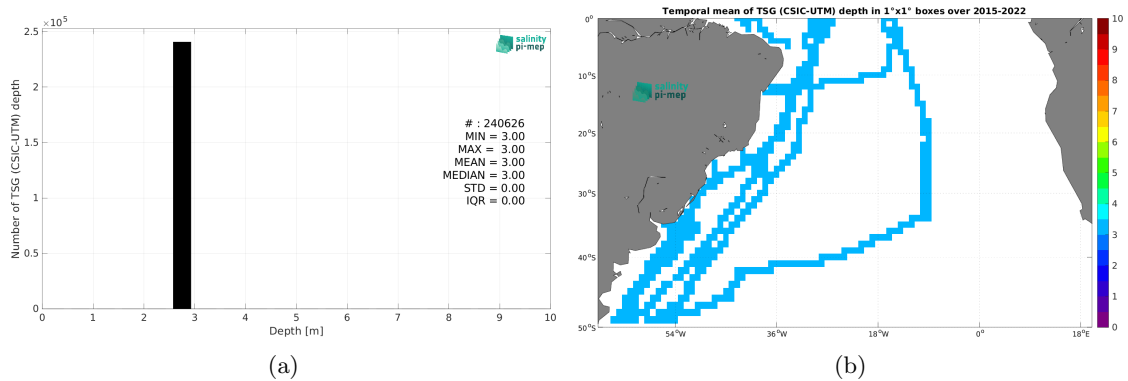 ×10⁵
2.5
2
1.5
1
0.5
0
0 1 2 3 4 5 6 7 8 9 10
Number of TSG (CSIC-UTM) depth
Depth [m]
salinity
pi-mep
# : 240626
MIN = 3.00
MAX = 3.00
MEAN = 3.00
MEDIAN = 3.00
STD = 0.00
IQR = 0.00
(a)
Temporal mean of TSG (CSIC-UTM) depth in 1°x1° boxes over 2015-2022
0°
10°S
20°S
30°S
40°S
50°S
54°W 36°W 18°W 0° 18°E
salinity
pi-mep
10
9
8
7
6
5
4
3
2
1
0
(b)